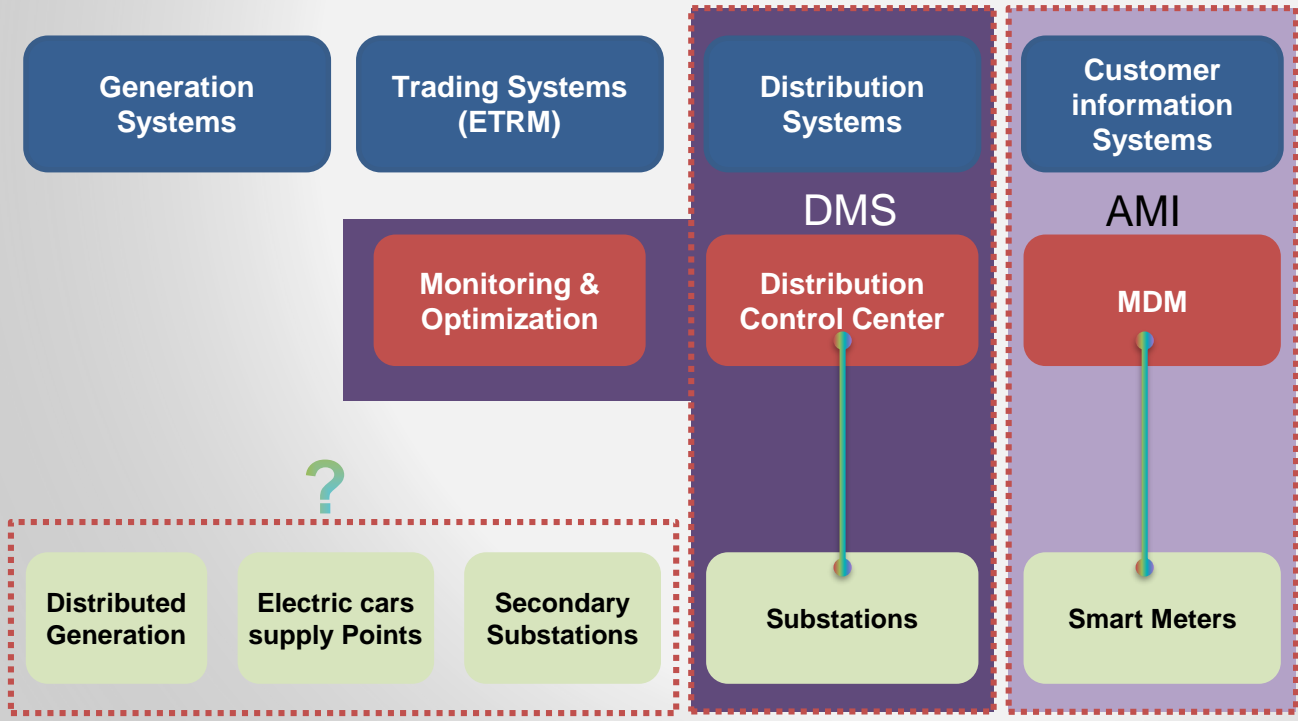 Generation
Systems
Trading Systems
(ETRM)
Distribution
Systems
Customer
information
Systems
DMS
AMI
Monitoring &
Optimization
Distribution
Control Center
MDM
?
Distributed
Generation
Electric cars
supply Points
Secondary
Substations
Substations
Smart Meters